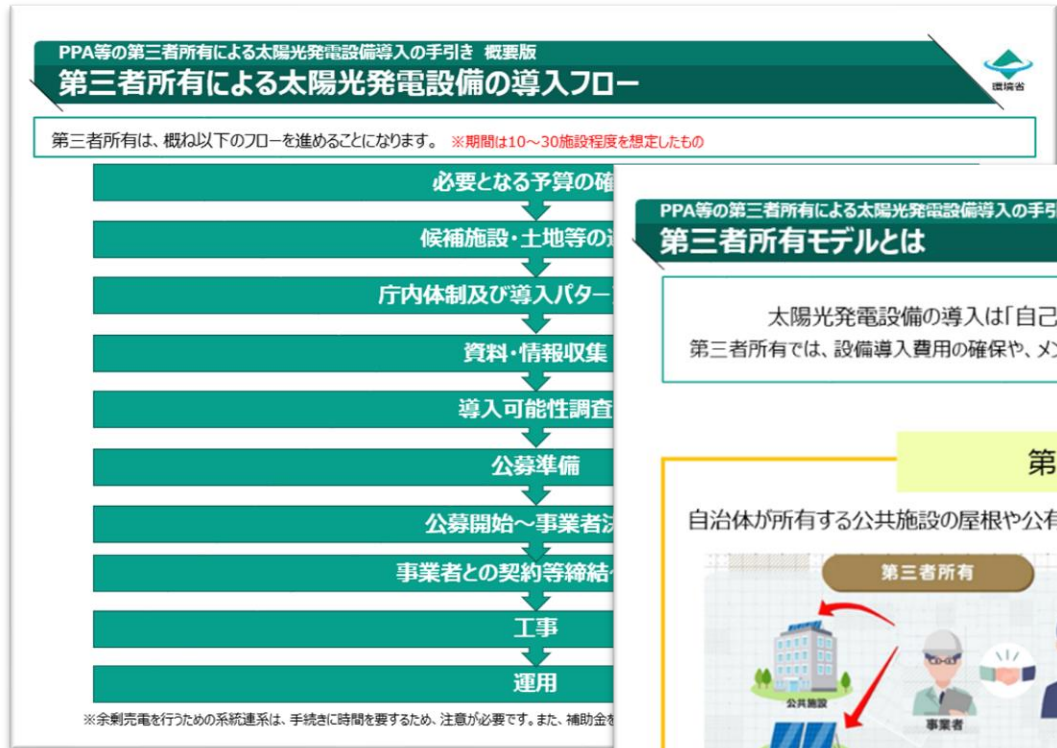 PPA等の第三者所有による太陽光発電設備導入の手引き 概要版
第三者所有による太陽光発電設備の導入フロー
環境省
第三者所有は、概ね以下のフローを進めることになります。 ※期間は10～30施設程度を想定したもの
必要となる予算の確
候補施設・土地等の
庁内体制及び導入パター
資料・情報収集
導入可能性調査
公募準備
公募開始～事業者決
事業者との契約等締結
工事
運用
※余剰売電を行うための系統連系は、手続きに時間を要するため、注意が必要です。また、補助金を
PPA等の第三者所有による太陽光発電設備導入の手引
第三者所有モデルとは
太陽光発電設備の導入は「自己
第三者所有では、設備導入費用の確保や、メン
第
自治体が所有する公共施設の屋根や公有
第三者所有
公共施設
事業者